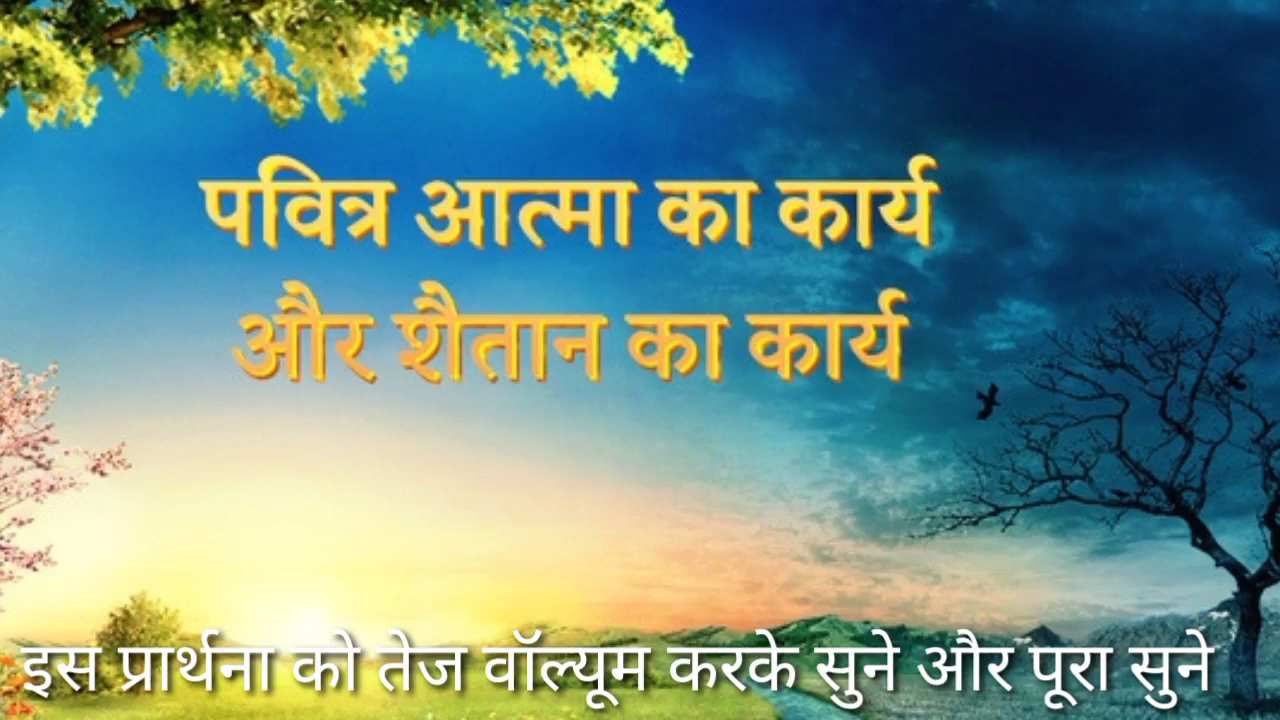 पवित्र आत्मा का कार्य
और शैतान का कार्य
इस प्रार्थना को तेज वॉल्यूम करके सुने और पूरा सुने